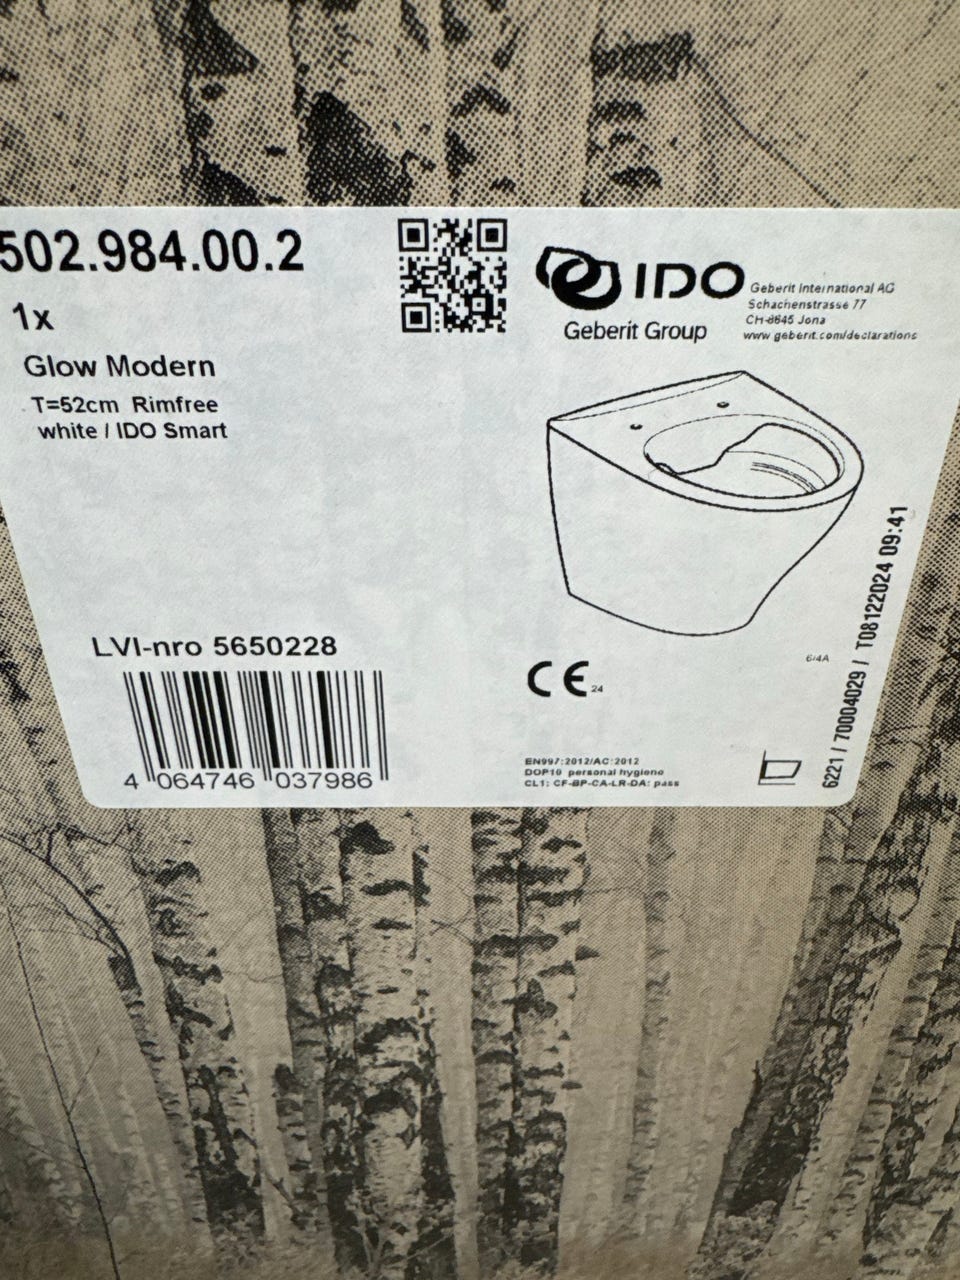 502.984.00.2
1x
Glow Modern
T=52cm Rimfree
white / IDO Smart
IDO
Geberit Group
Geberit International AG
Schachenstrasse 77
CH-8645 Jona
www.geberit.com/declarations
LVI-nro 5650228
4 064746 037986
CE 24
6/4A
EN997:2012/AC:2012
DOP10 personal hygiene
CL1: CF-BP-CA-LR-DA: pass
6221 / 70004029 / T08122024 09:41